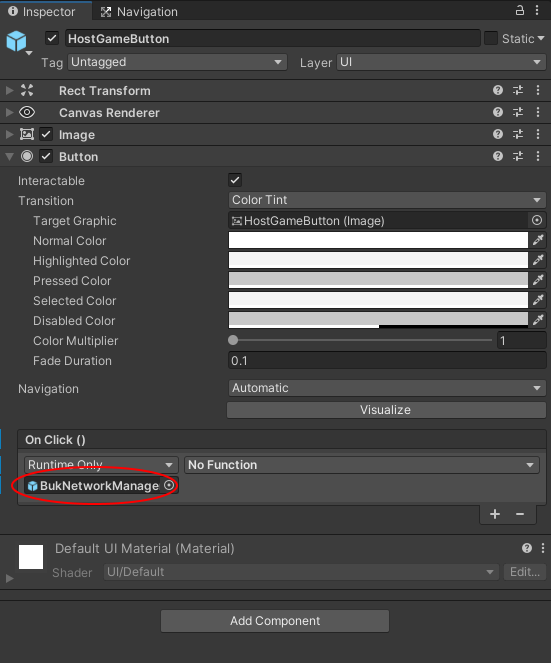 Inspector Navigation
HostGameButton Static
Tag Untagged Layer UI
Rect Transform
Canvas Renderer
Image
Button
Interactable
Transition Color Tint
Target Graphic HostGameButton (Image)
Normal Color
Highlighted Color
Pressed Color
Selected Color
Disabled Color
Color Multiplier 1
Fade Duration 0.1
Navigation Automatic
Visualize
On Click ()
Runtime Only No Function
BukNetworkManage
Default UI Material (Material)
Shader UI/Default Edit...
Add Component